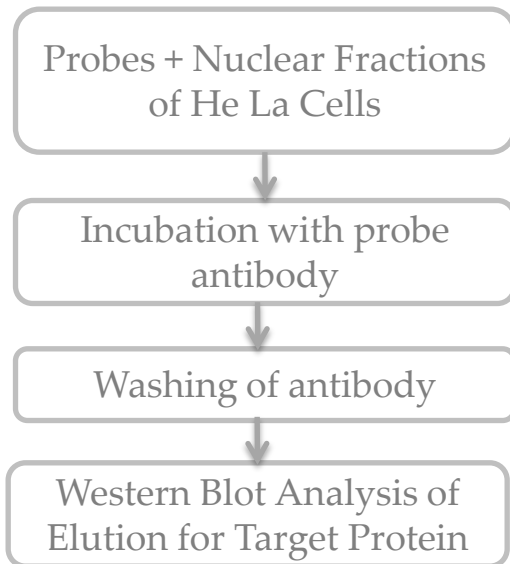 Probes + Nuclear Fractions
of He La Cells
Incubation with probe
antibody
Washing of antibody
Western Blot Analysis of
Elution for Target Protein